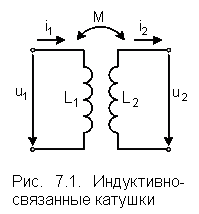 M
i1 i2
u1 L1 L2 u2
Рис. 7.1. Индуктивно-
связанные катушки